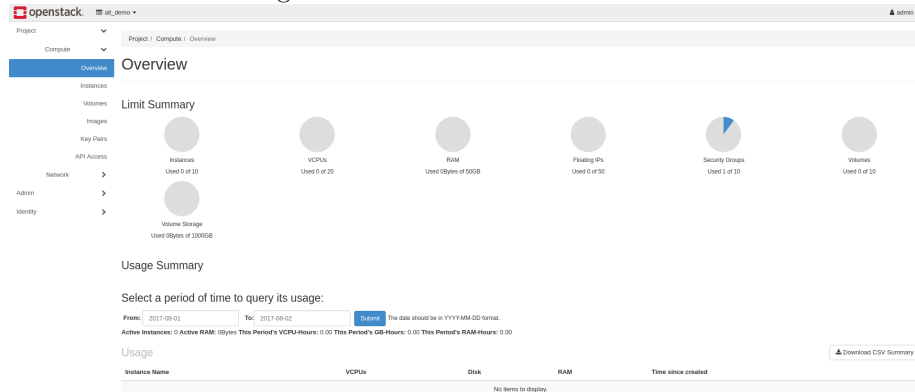 openstack. alt_demo admin
Project
Project / Compute / Overview
Compute
Overview
Overview
Instances
Volumes
Limit Summary
Images
Key Pairs
API Access
Instances VCPUs RAM Floating IPs Security Groups Volumes
Used 0 of 10 Used 0 of 20 Used 0Bytes of 50GB Used 0 of 50 Used 1 of 10 Used 0 of 10
Network
Admin
Identity
Volume Storage
Used 0Bytes of 1000GB
Usage Summary
Select a period of time to query its usage:
From: 2017-08-01 To: 2017-08-02 Submit The date should be in YYYY-MM-DD format.
Active Instances: 0 Active RAM: 0Bytes This Period's VCPU-Hours: 0.00 This Period's GB-Hours: 0.00 This Period's RAM-Hours: 0.00
Usage Download CSV Summary
Instance Name VCPUs Disk RAM Time since created
No items to display.